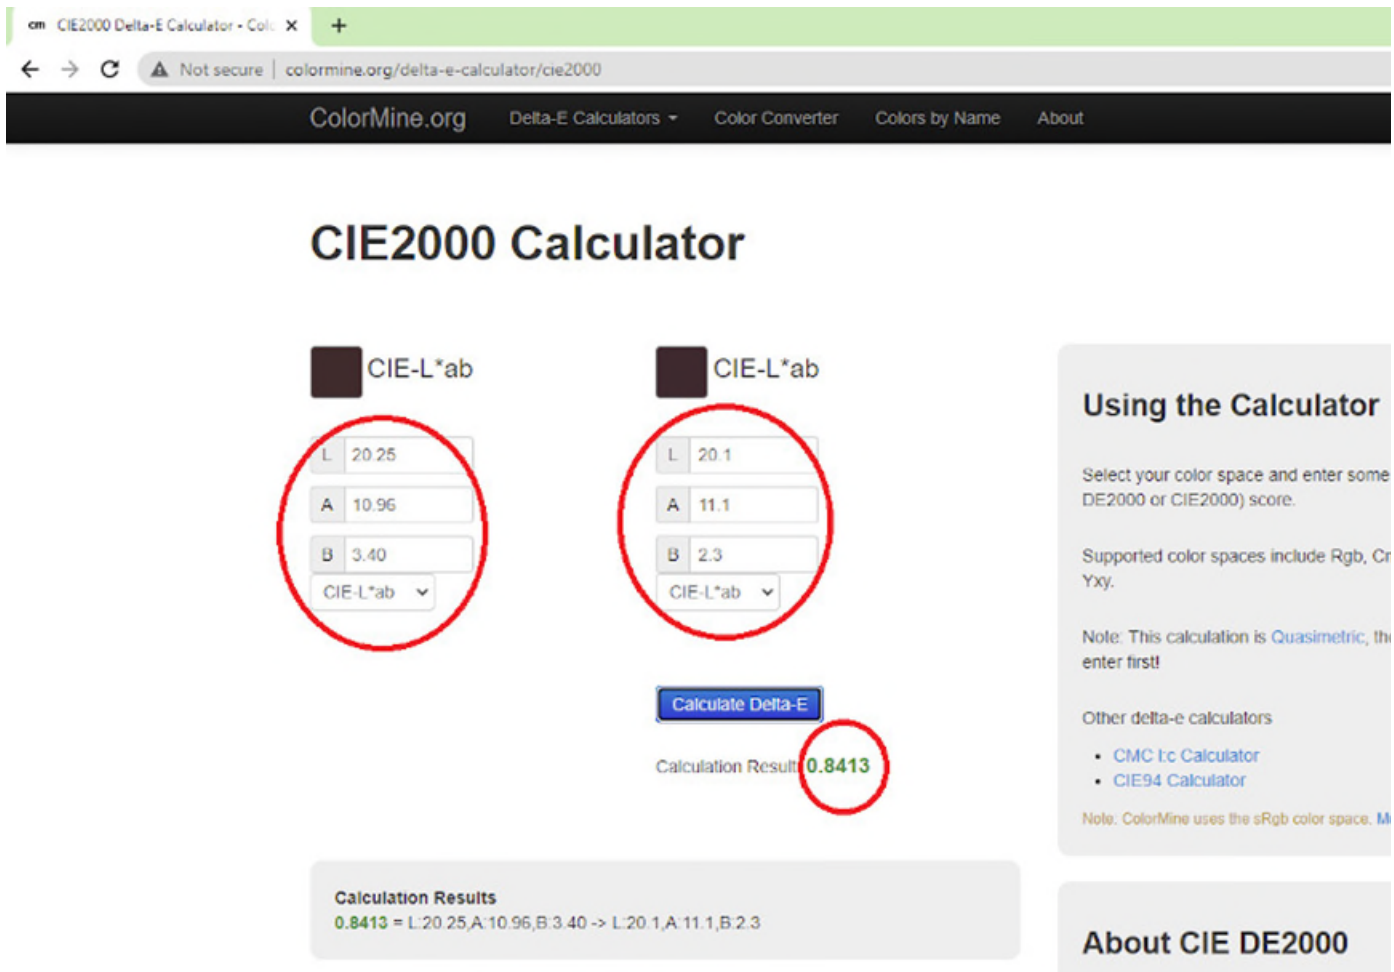 cm CIE2000 Delta-E Calculator - Colo
Not secure | colormine.org/delta-e-calculator/cie2000
ColorMine.org Delta-E Calculators Color Converter Colors by Name About
CIE2000 Calculator
CIE-L*ab CIE-L*ab
L 20.25 L 20.1
A 10.96 A 11.1
B 3.40 B 2.3
CIE-L*ab CIE-L*ab
Calculate Delta-E
Calculation Result: 0.8413
Calculation Results
0.8413 = L:20.25,A:10.96,B:3.40 -> L:20.1,A:11.1,B:2.3
Using the Calculator
Select your color space and enter some
DE2000 or CIE2000) score.
Supported color spaces include Rgb,
Yxy.
Note: This calculation is Quasimetric,
enter first!
Other delta-e calculators
CMC l:c Calculator
CIE94 Calculator
Note: ColorMine uses the sRgb color space.
About CIE DE2000